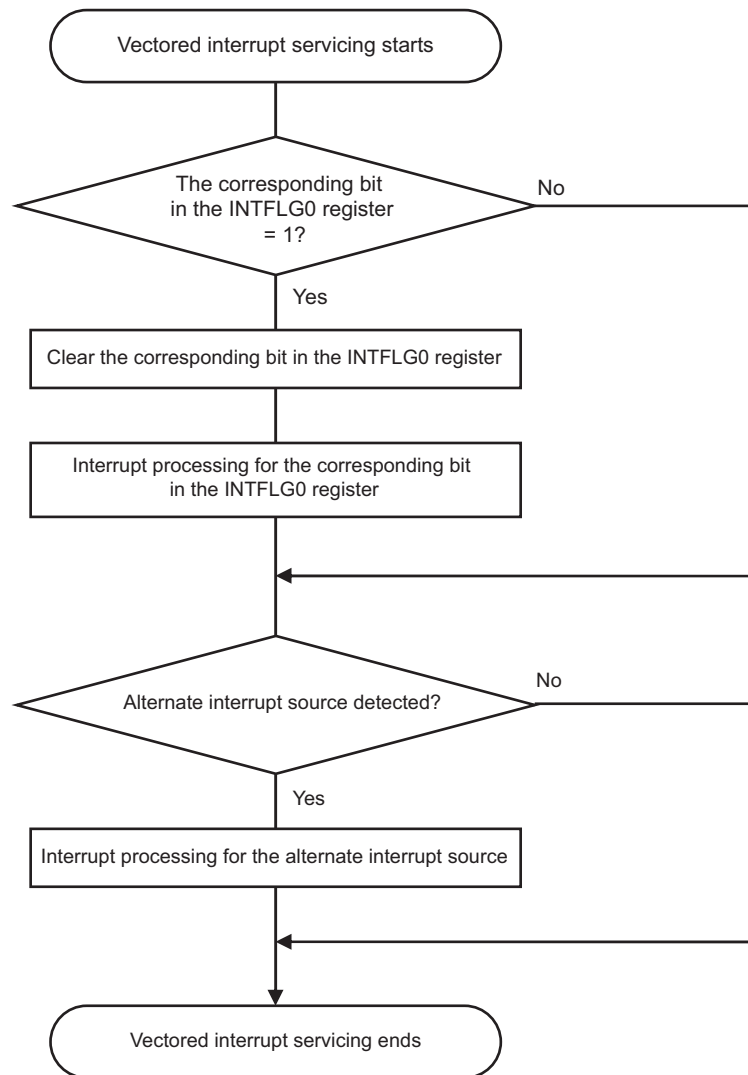 Vectored interrupt servicing starts
The corresponding bit
in the INTFLG0 register
= 1?
No
Yes
Clear the corresponding bit in the INTFLG0 register
Interrupt processing for the corresponding bit
in the INTFLG0 register
Alternate interrupt source detected?
No
Yes
Interrupt processing for the alternate interrupt source
Vectored interrupt servicing ends